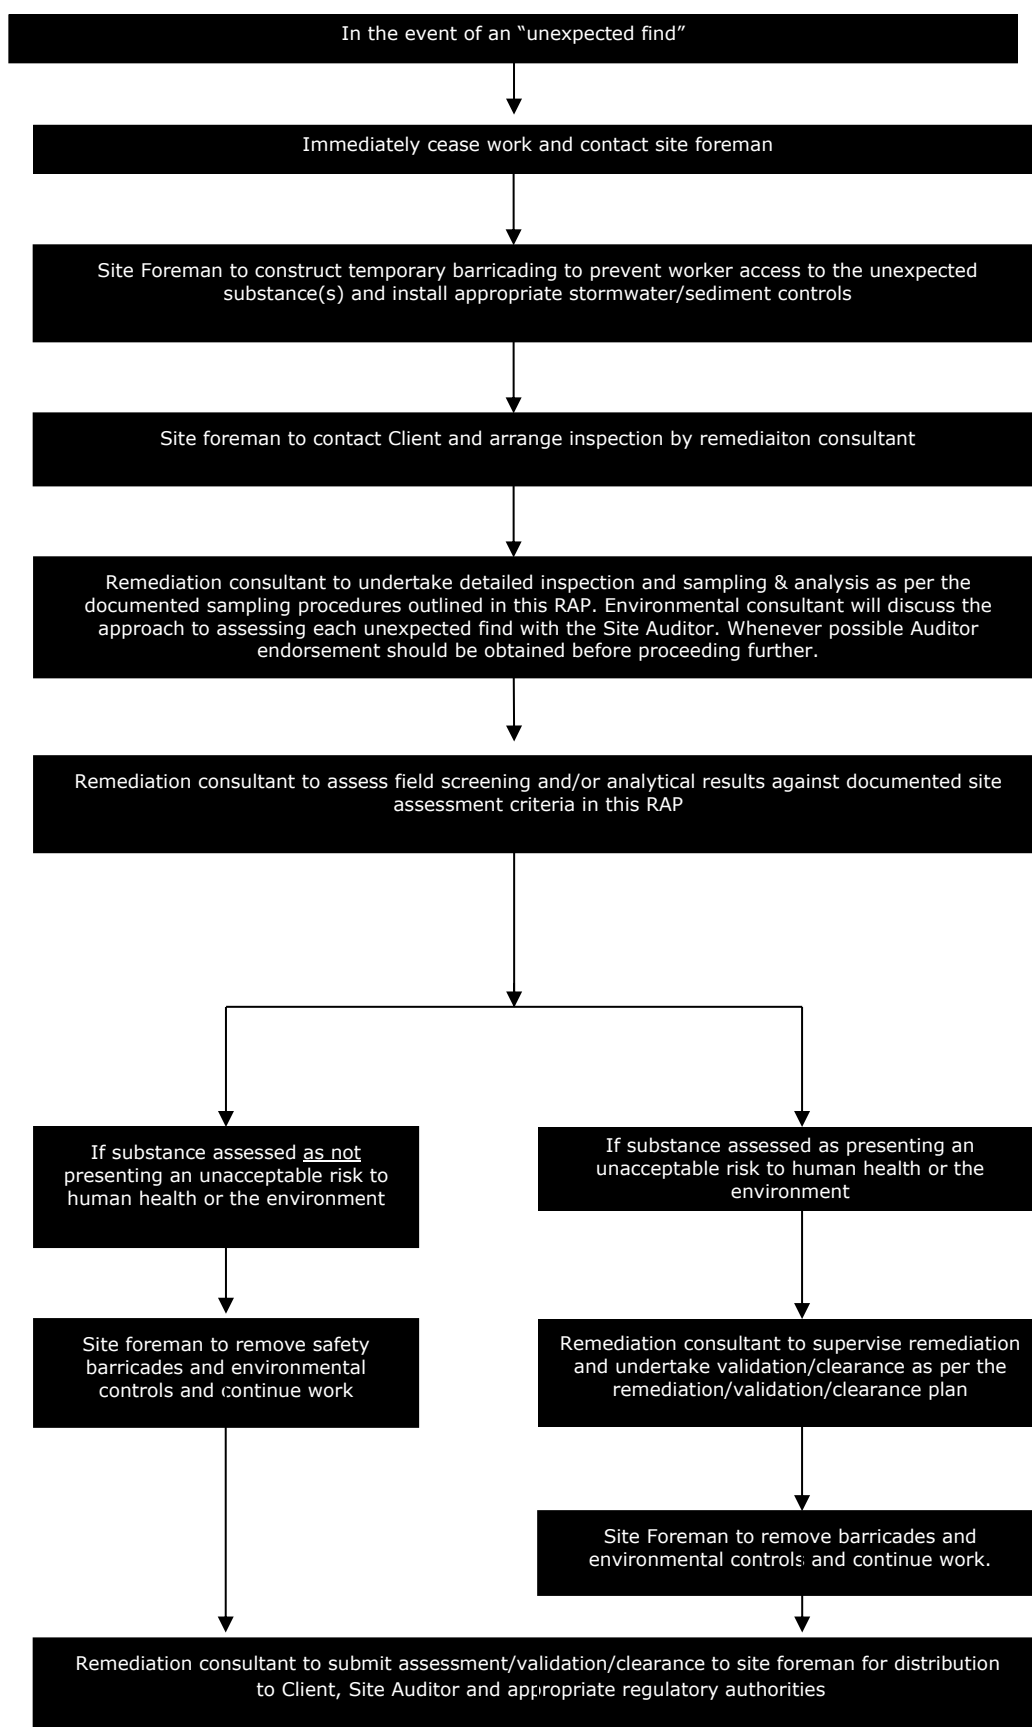 In the event of an “unexpected find”
Immediately cease work and contact site foreman
Site Foreman to construct temporary barricading to prevent worker access to the unexpected
substance(s) and install appropriate stormwater/sediment controls
Site foreman to contact Client and arrange inspection by remediaiton consultant
Remediation consultant to undertake detailed inspection and sampling & analysis as per the
documented sampling procedures outlined in this RAP. Environmental consultant will discuss the
approach to assessing each unexpected find with the Site Auditor. Whenever possible Auditor
endorsement should be obtained before proceeding further.
Remediation consultant to assess field screening and/or analytical results against documented site
assessment criteria in this RAP
If substance assessed as not
presenting an unacceptable risk to
human health or the environment
If substance assessed as presenting an
unacceptable risk to human health or the
environment
Site foreman to remove safety
barricades and environmental
controls and continue work
Remediation consultant to supervise remediation
and undertake validation/clearance as per the
remediation/validation/clearance plan
Site Foreman to remove barricades and
environmental controls and continue work.
Remediation consultant to submit assessment/validation/clearance to site foreman for distribution
to Client, Site Auditor and appropriate regulatory authorities